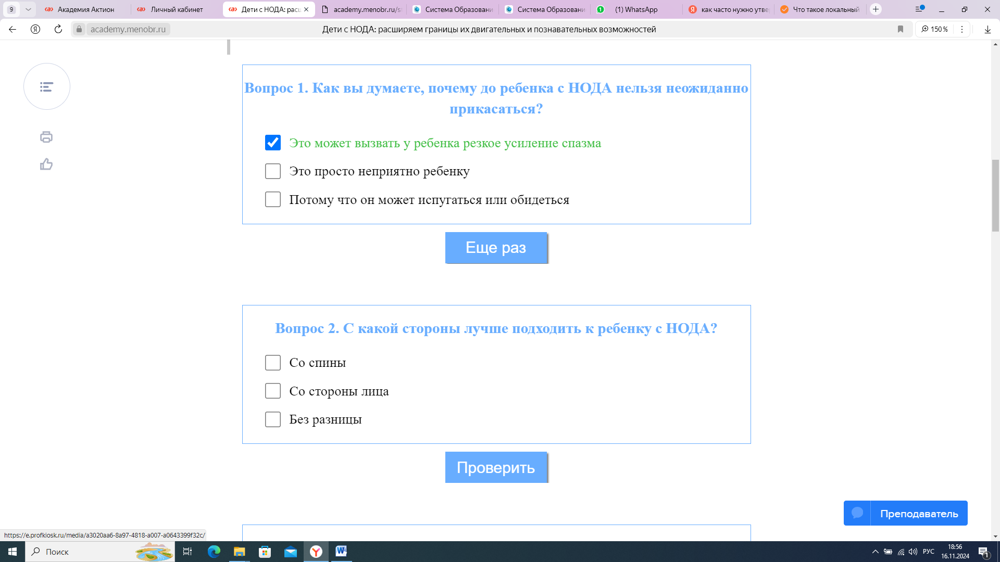 9
Академия Актион
Личный кабинет
Дети с НОДА: рас
academy.menobr.ru/s
Система Образовани
Система Образовани
1
(1) WhatsApp
как часто нужно утве
Что такое локальный
academy.menobr.ru
Дети с НОДА: расширяем границы их двигательных и познавательных возможностей
150 %
Вопрос 1. Как вы думаете, почему до ребенка с НОДА нельзя неожиданно
прикасаться?
Это может вызвать у ребенка резкое усиление спазма
Это просто неприятно ребенку
Потому что он может испугаться или обидеться
Еще раз
Вопрос 2. С какой стороны лучше подходить к ребенку с НОДА?
Со спины
Со стороны лица
Без разницы
Проверить
Преподаватель
https://e.profkiosk.ru/media/a3020aa6-8a97-4818-a007-a0643399f32c/
Поиск
РУС
18:56
16.11.2024
1